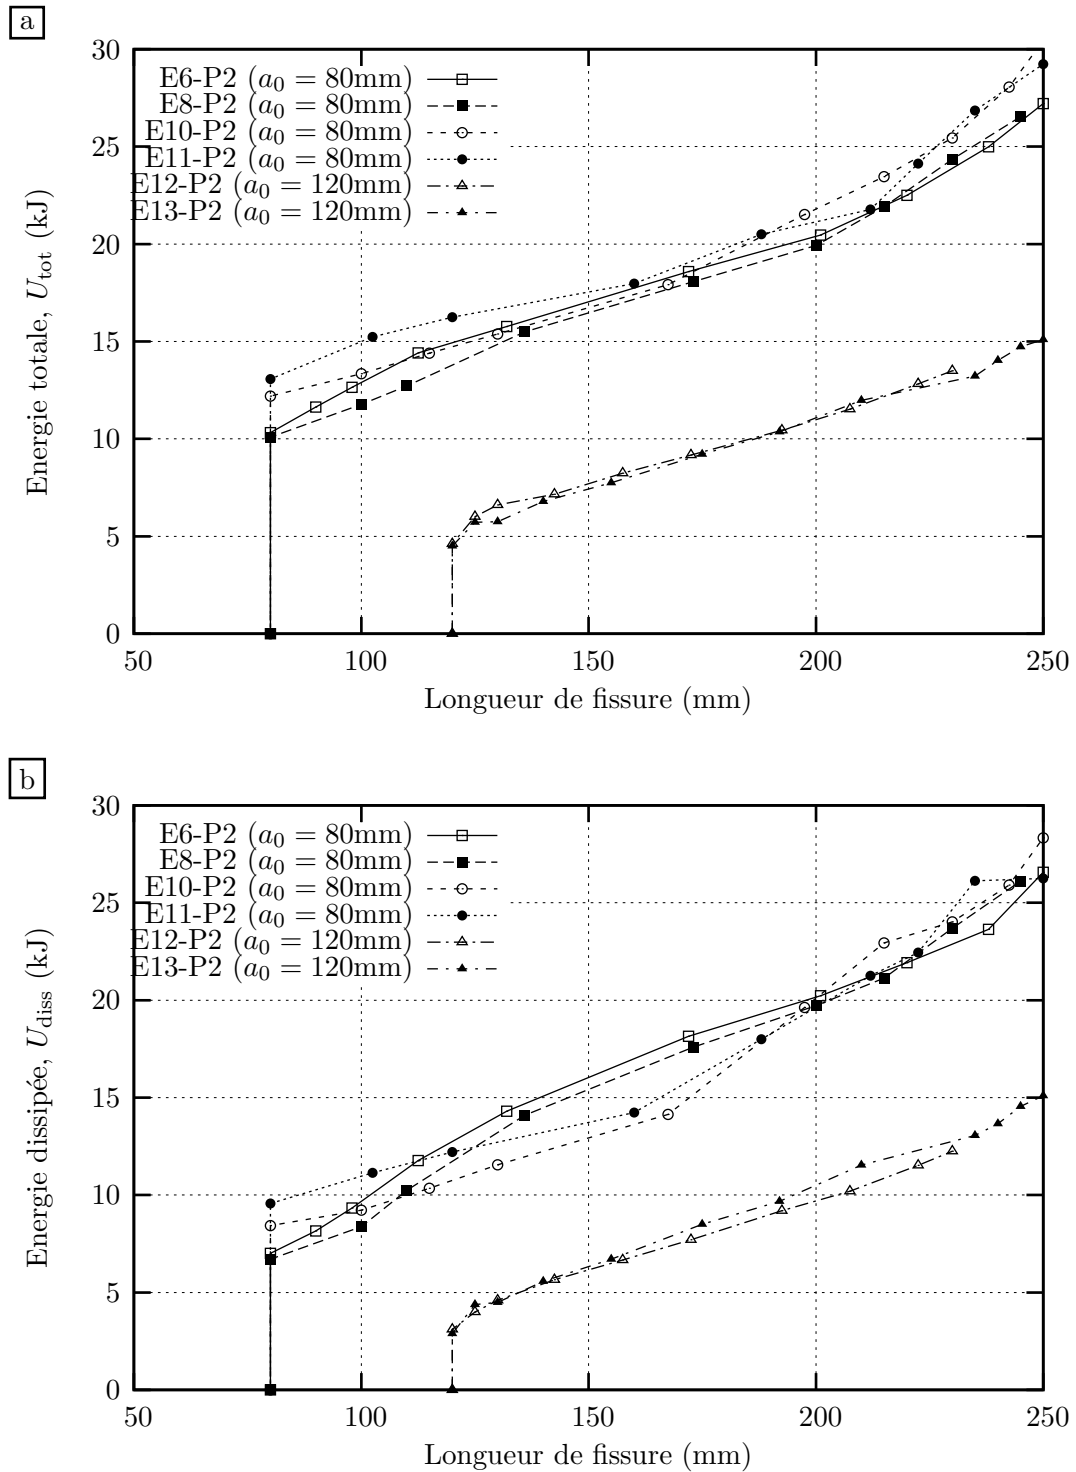 a
30
25
20
15
10
5
0
Energie totale, U_tot (kJ)
E6-P2 (a₀ = 80mm)
E8-P2 (a₀ = 80mm)
E10-P2 (a₀ = 80mm)
E11-P2 (a₀ = 80mm)
E12-P2 (a₀ = 120mm)
E13-P2 (a₀ = 120mm)
50 100 150 200 250
Longueur de fissure (mm)
b
30
25
20
15
10
5
0
Energie dissipée, U_diss (kJ)
E6-P2 (a₀ = 80mm)
E8-P2 (a₀ = 80mm)
E10-P2 (a₀ = 80mm)
E11-P2 (a₀ = 80mm)
E12-P2 (a₀ = 120mm)
E13-P2 (a₀ = 120mm)
50 100 150 200 250
Longueur de fissure (mm)